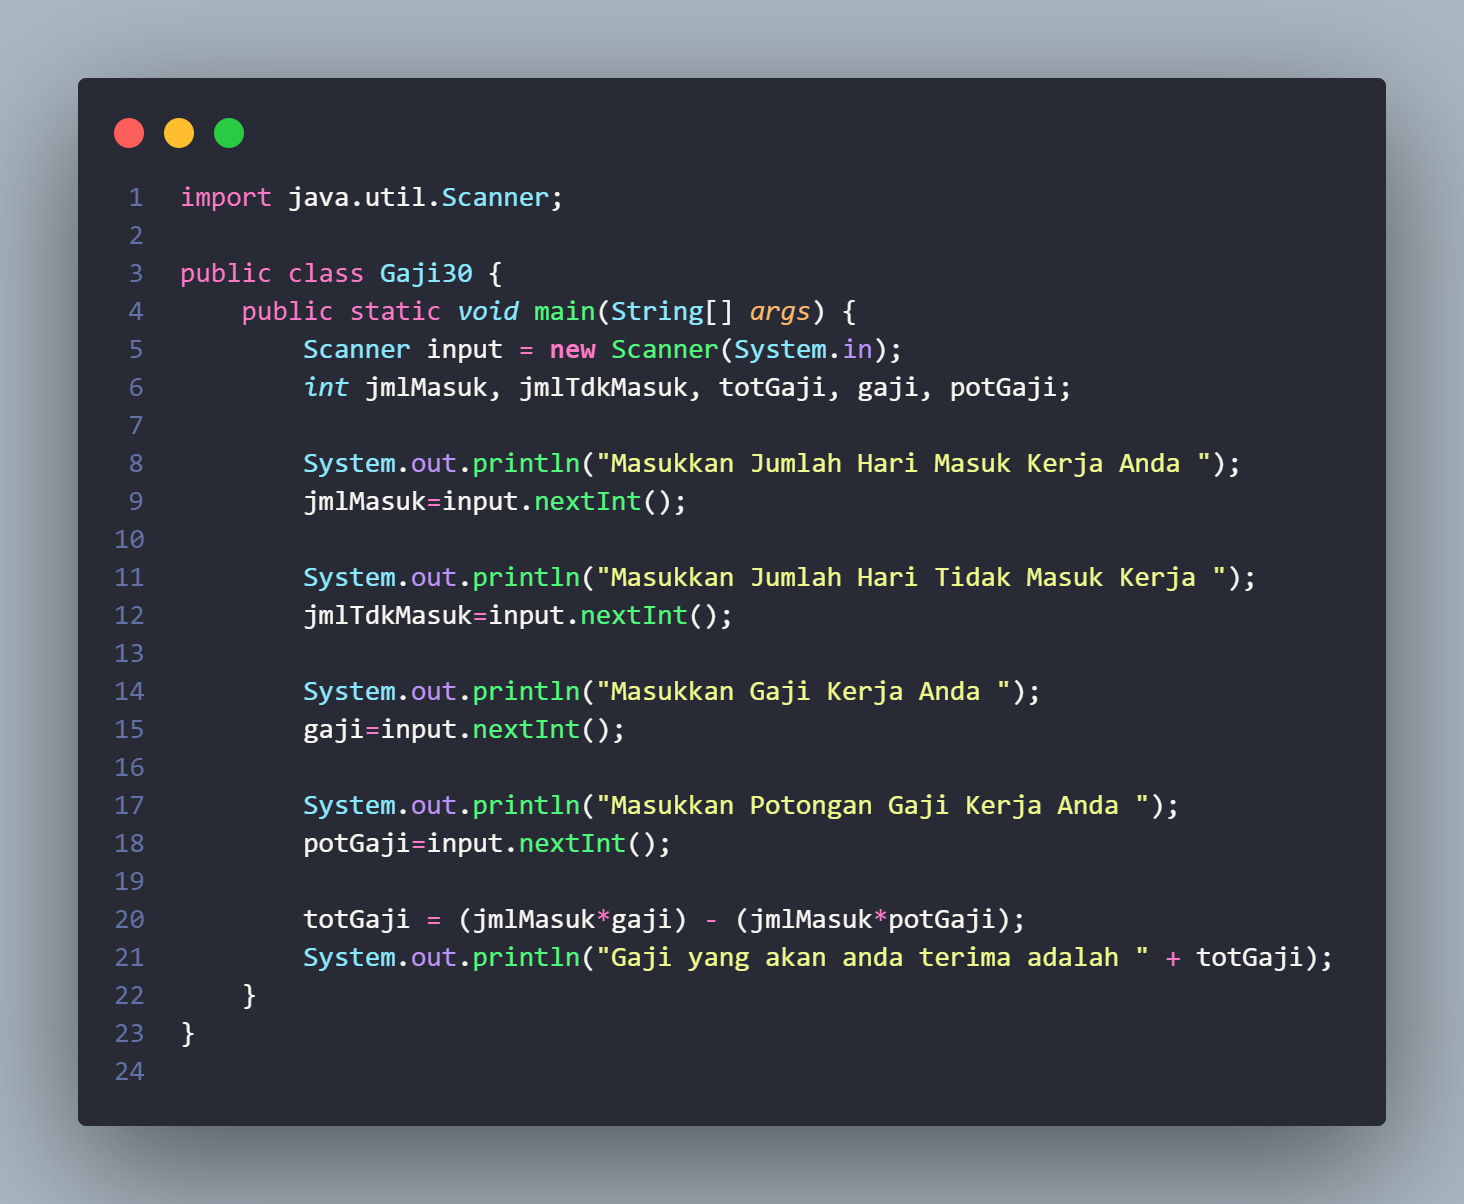 1 import java.util.Scanner;
2
3 public class Gaji30 {
4     public static void main(String[] args) {
5         Scanner input = new Scanner(System.in);
6         int jmlMasuk, jmlTdkMasuk, totGaji, gaji, potGaji;
7
8         System.out.println("Masukkan Jumlah Hari Masuk Kerja Anda ");
9         jmlMasuk=input.nextInt();
10
11         System.out.println("Masukkan Jumlah Hari Tidak Masuk Kerja ");
12         jmlTdkMasuk=input.nextInt();
13
14         System.out.println("Masukkan Gaji Kerja Anda ");
15         gaji=input.nextInt();
16
17         System.out.println("Masukkan Potongan Gaji Kerja Anda ");
18         potGaji=input.nextInt();
19
20         totGaji = (jmlMasuk*gaji) - (jmlMasuk*potGaji);
21         System.out.println("Gaji yang akan anda terima adalah " + totGaji);
22     }
23 }
24